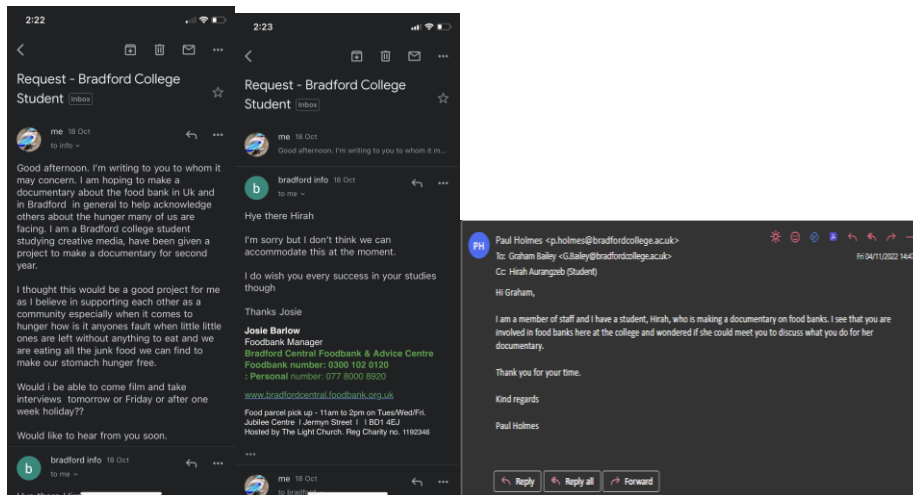 2:22
Request - Bradford College
Student Inbox
me 18 Oct
to info
Good afternoon. I'm writing to you to whom it
may concern. I am hoping to make a
documentary about the food bank in Uk and
in Bradford in general to help acknowledge
others about the hunger many of us are
facing. I am a Bradford college student
studying creative media, have been given a
project to make a documentary for second
year.
I thought this would be a good project for me
as I believe in supporting each other as a
community especially when it comes to
hunger how is it anyones fault when little little
ones are left without anything to eat and we
are eating all the junk food we can find to
make our stomach hunger free.
Would i be able to come film and take
interviews tomorrow or Friday or after one
week holiday??
Would like to hear from you soon.
b
bradford info 18 Oct
to me
2:23
Request - Bradford College
Student Inbox
me 18 Oct
Good afternoon. I'm writing to you to whom it m...
b
bradford info 18 Oct
to me
Hye there Hirah
I'm sorry but I don't think we can
accommodate this at the moment.
I do wish you every success in your studies
though
Thanks Josie
Josie Barlow
Foodbank Manager
Bradford Central Foodbank & Advice Centre
Foodbank number: 0300 102 0120
: Personal number: 077 8000 8920
www.bradfordcentral.foodbank.org.uk
Food parcel pick up - 11am to 2pm on Tues/Wed/Fri.
Jubilee Centre I Jermyn Street I I BD1 4EJ
Hosted by The Light Church. Reg Charity no. 1192346
me 18 Oct
PH
Paul Holmes <p.holmes@bradfordcollege.ac.uk>
To: Graham Bailey <G.Bailey@bradfordcollege.ac.uk>
Cc: Hirah Aurangzeb (Student)
Fri 04/11/2022 14:47
Hi Graham,
I am a member of staff and I have a student, Hirah, who is making a documentary on food banks. I see that you are
involved in food banks here at the college and wondered if she could meet you to discuss what you do for her
documentary.
Thank you for your time.
Kind regards
Paul Holmes
Reply
Reply all
Forward